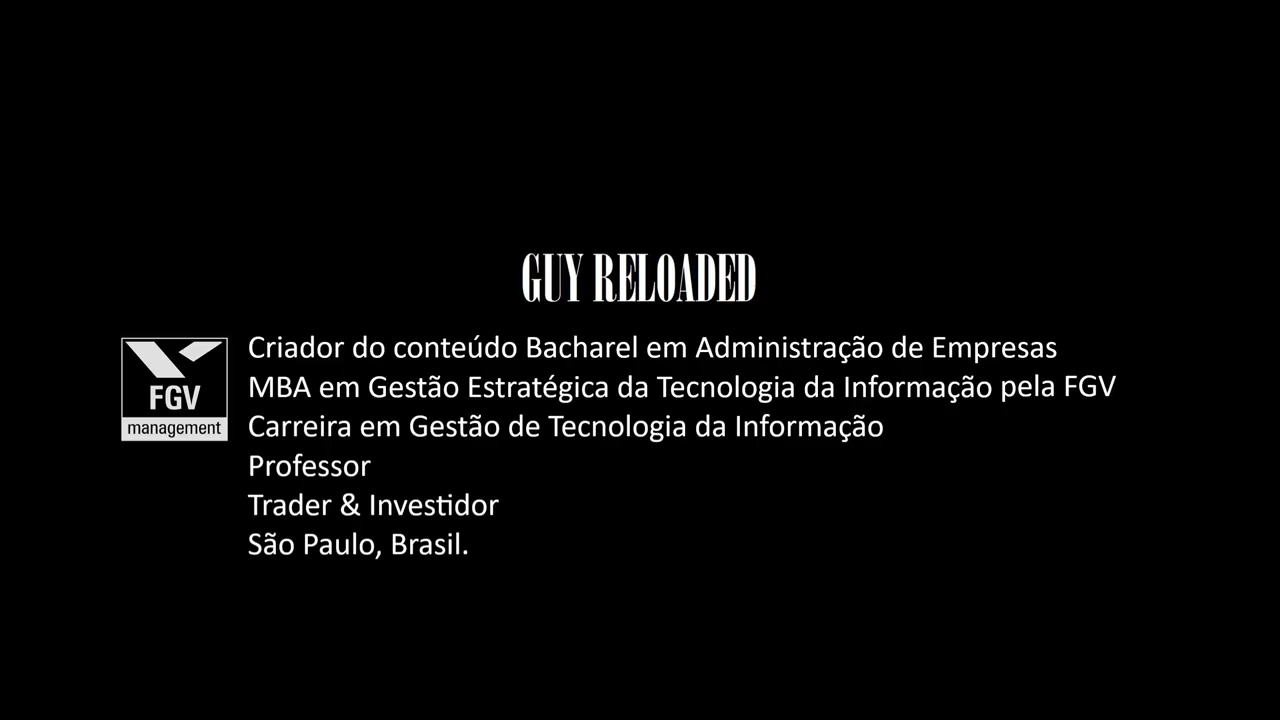 GUY RELOADED
FGV
management
Criador do conteúdo Bacharel em Administração de Empresas
MBA em Gestão Estratégica da Tecnologia da Informação pela FGV
Carreira em Gestão de Tecnologia da Informação
Professor
Trader & Investidor
São Paulo, Brasil.